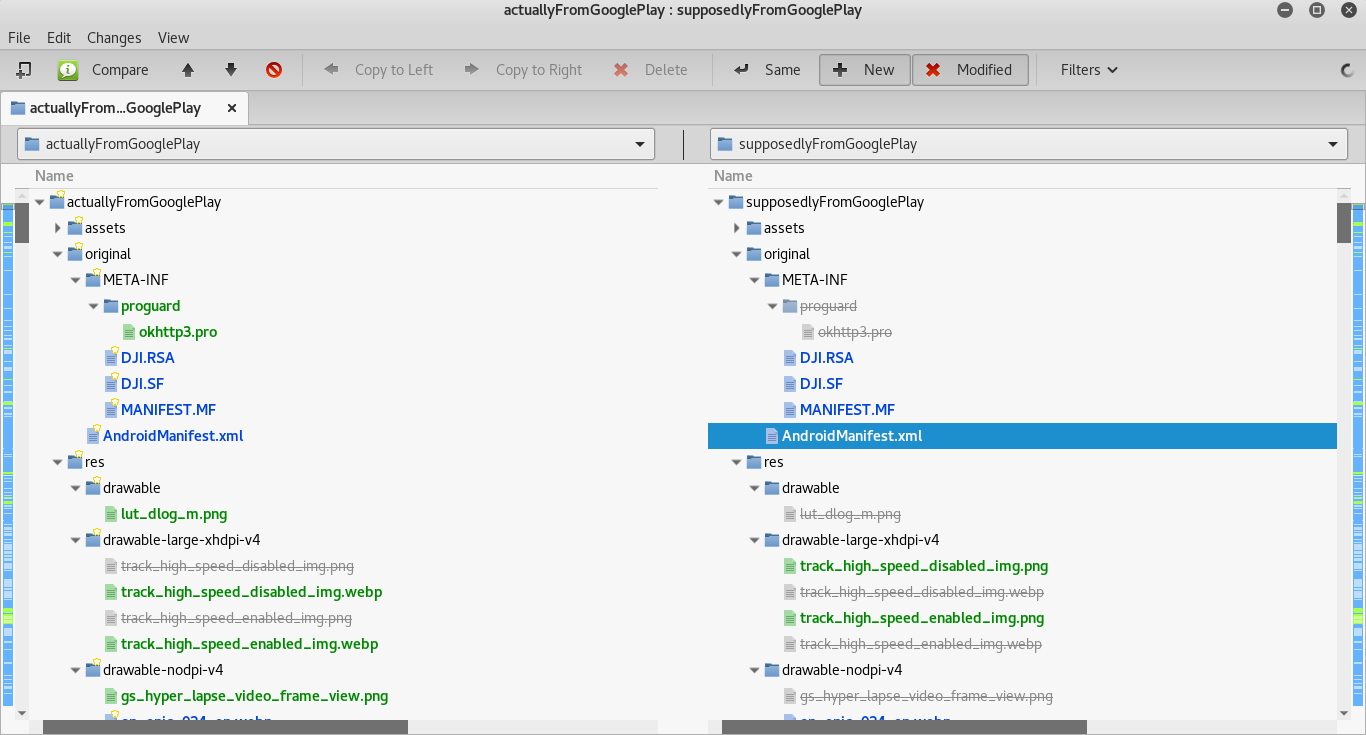 actuallyFromGooglePlay : supposedlyFromGooglePlay
File Edit Changes View
Compare Copy to Left Copy to Right Delete Same New Modified Filters
actuallyFrom...GooglePlay
actuallyFromGooglePlay supposedlyFromGooglePlay
Name Name
actuallyFromGooglePlay supposedlyFromGooglePlay
assets assets
original original
META-INF META-INF
proguard proguard
okhttp3.pro okhttp3.pro
DJI.RSA DJI.RSA
DJI.SF DJI.SF
MANIFEST.MF MANIFEST.MF
AndroidManifest.xml AndroidManifest.xml
res res
drawable drawable
lut_dlog_m.png lut_dlog_m.png
drawable-large-xhdpi-v4 drawable-large-xhdpi-v4
track_high_speed_disabled_img.png track_high_speed_disabled_img.png
track_high_speed_disabled_img.webp track_high_speed_disabled_img.webp
track_high_speed_enabled_img.png track_high_speed_enabled_img.png
track_high_speed_enabled_img.webp track_high_speed_enabled_img.webp
drawable-nodpi-v4 drawable-nodpi-v4
gs_hyper_lapse_video_frame_view.png gs_hyper_lapse_video_frame_view.png